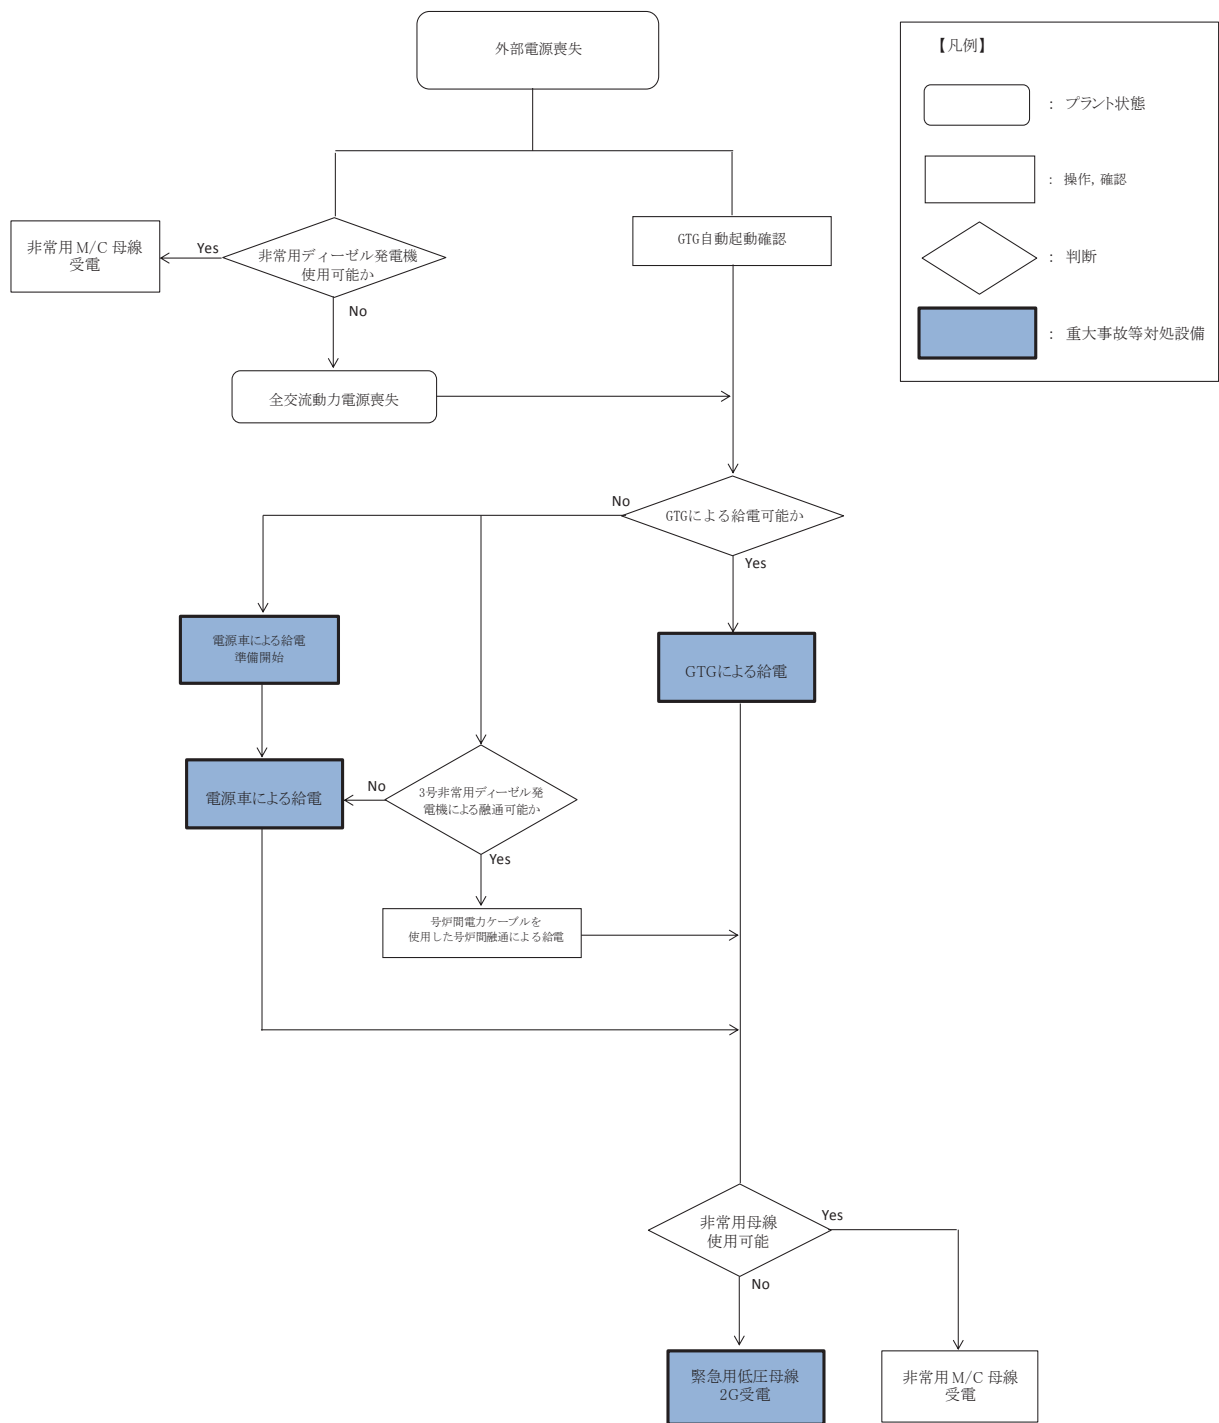 外部電源喪失
【凡例】
： プラント状態
： 操作，確認
： 判断
： 重大事故等対処設備
非常用 M/C 母線
受電
Yes
非常用ディーゼル発電機
使用可能か
No
GTG自動起動確認
全交流動力電源喪失
No
GTGによる給電可能か
Yes
電源車による給電
準備開始
GTGによる給電
電源車による給電
No
3号非常用ディーゼル発
電機による融通可能か
Yes
号炉間電力ケーブルを
使用した号炉間融通による給電
非常用母線
使用可能
Yes
No
緊急用低圧母線
2G受電
非常用 M/C 母線
受電